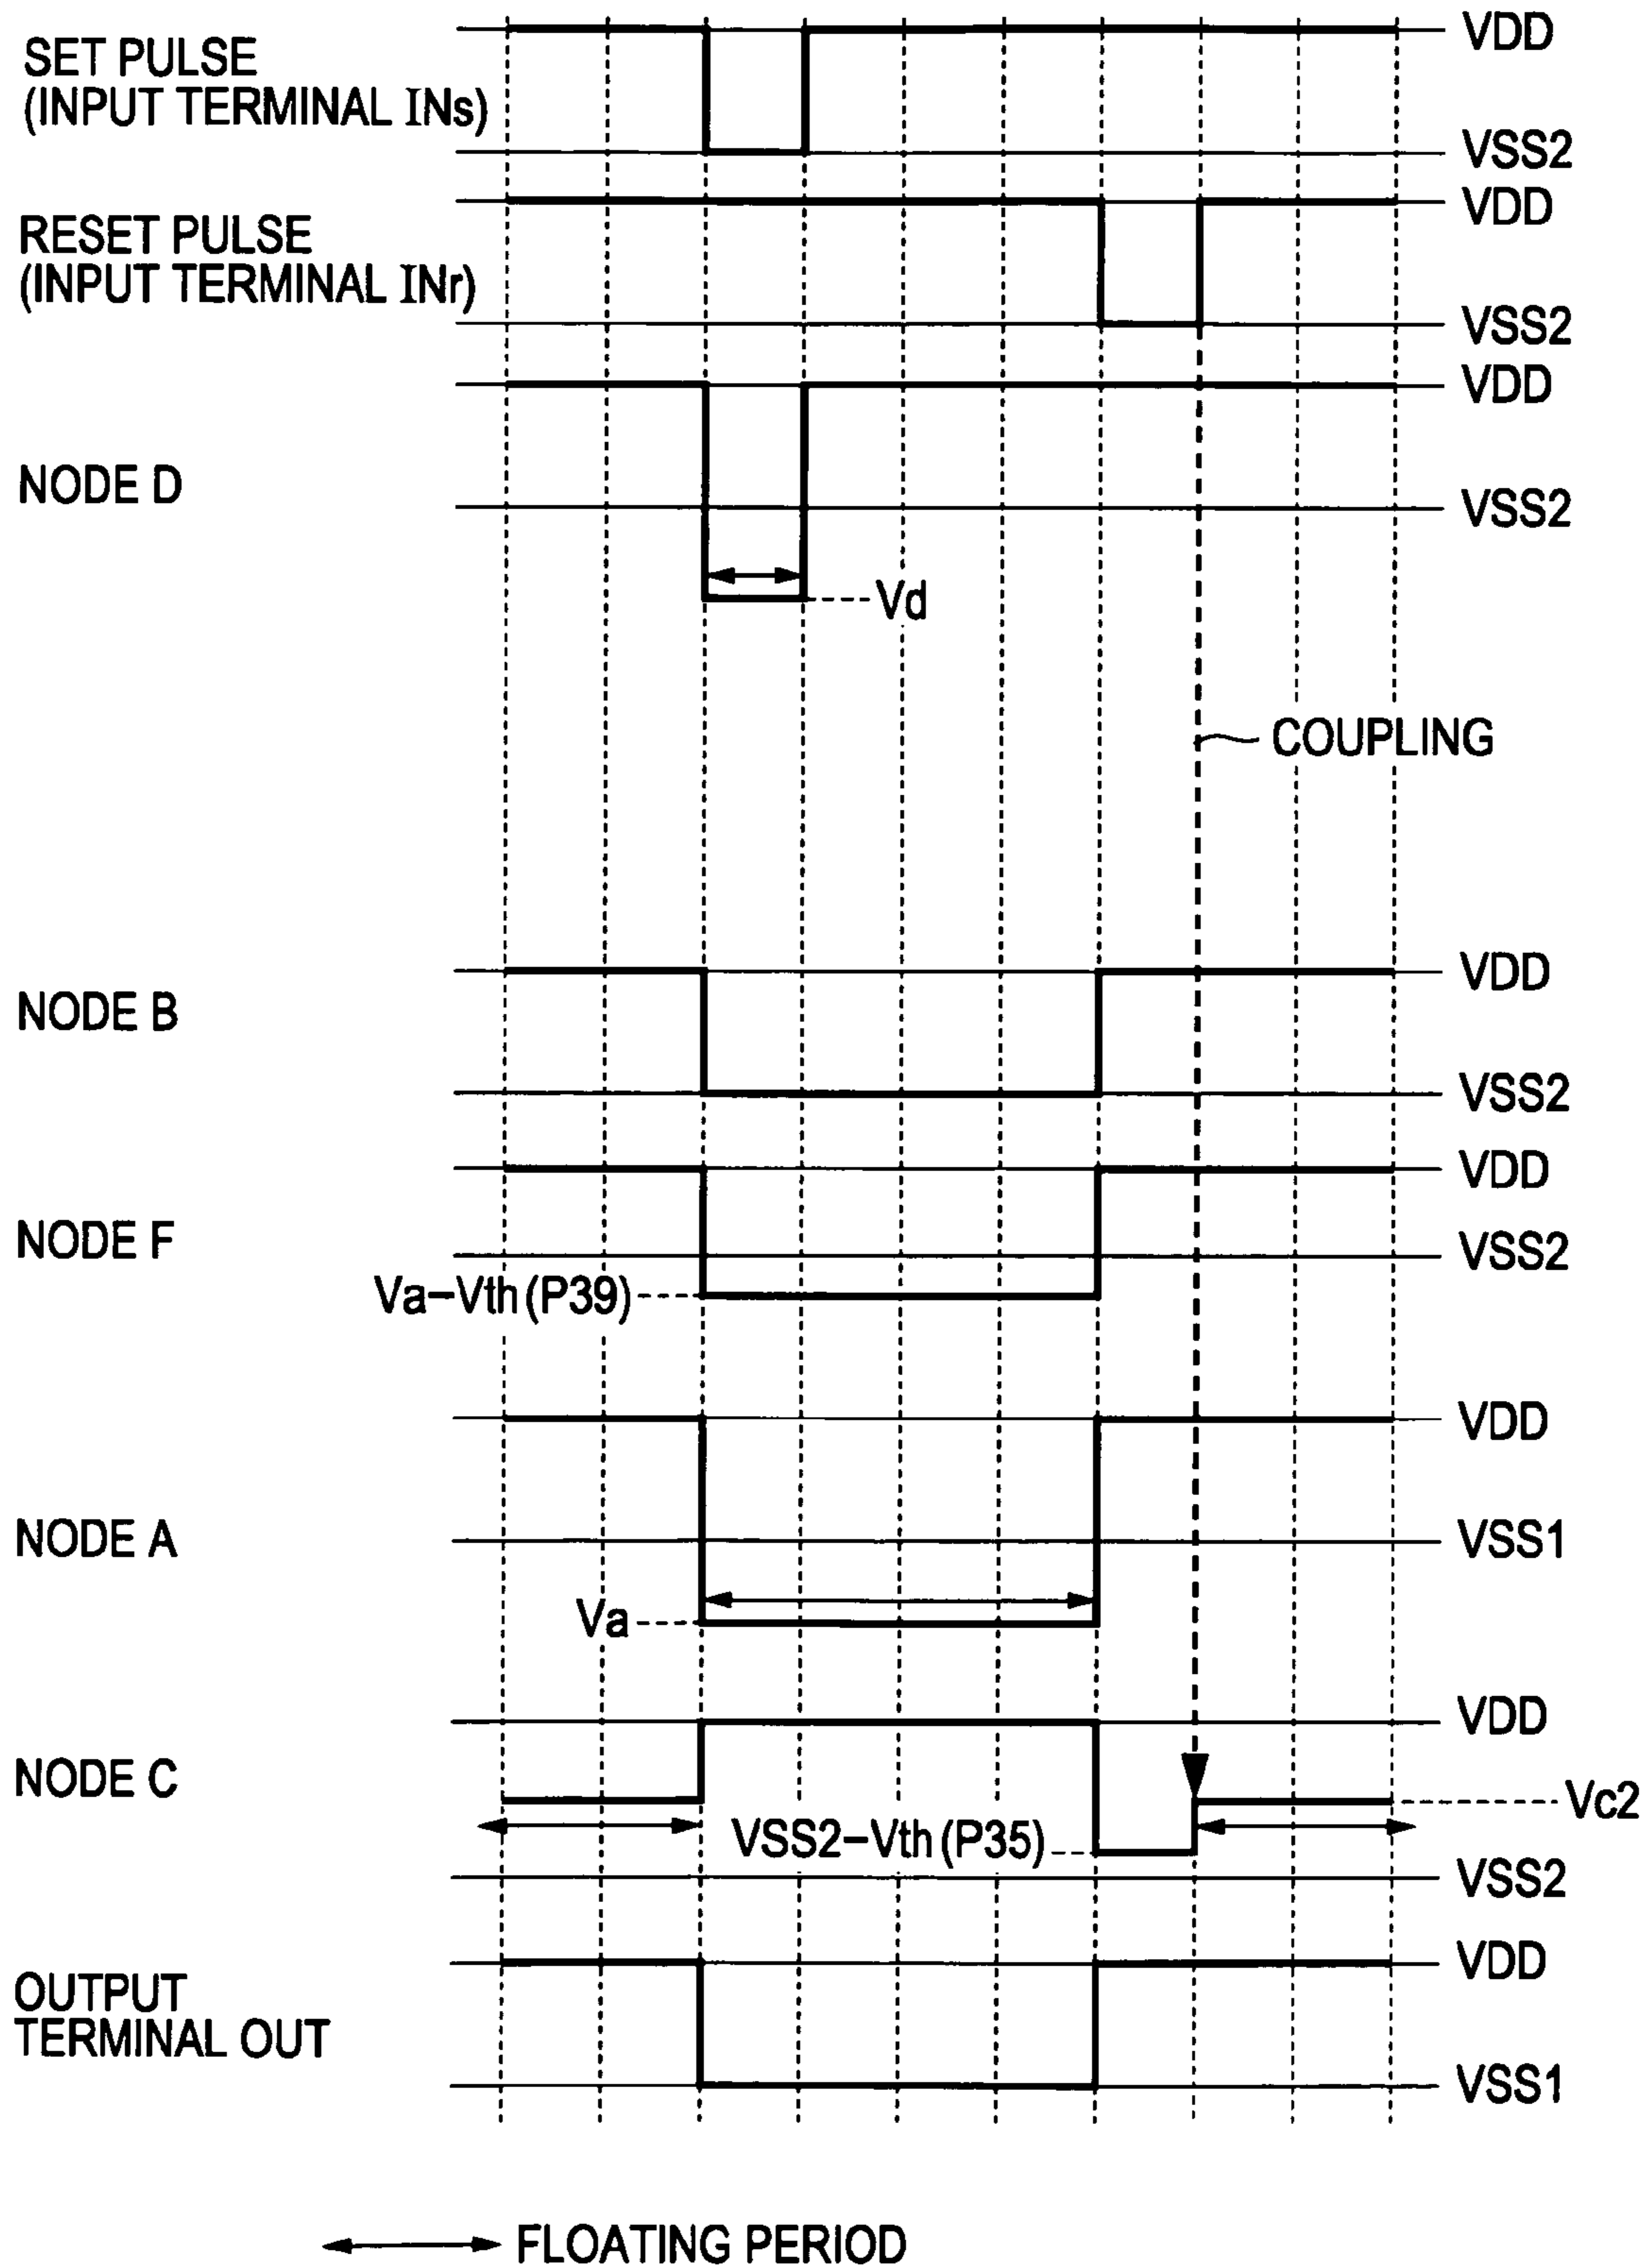 VDD
SET PULSE
(INPUT TERMINAL INs)
VSS2
VDD
RESET PULSE
(INPUT TERMINAL INr)
VSS2
VDD
NODE D
VSS2
Vd
COUPLING
VDD
NODE B
VSS2
VDD
NODE F
VSS2
Va-Vth(P39)
VDD
NODE A
VSS1
Va
VDD
NODE C
Vc2
VSS2-Vth(P35)
VSS2
VDD
OUTPUT
TERMINAL OUT
VSS1
FLOATING PERIOD